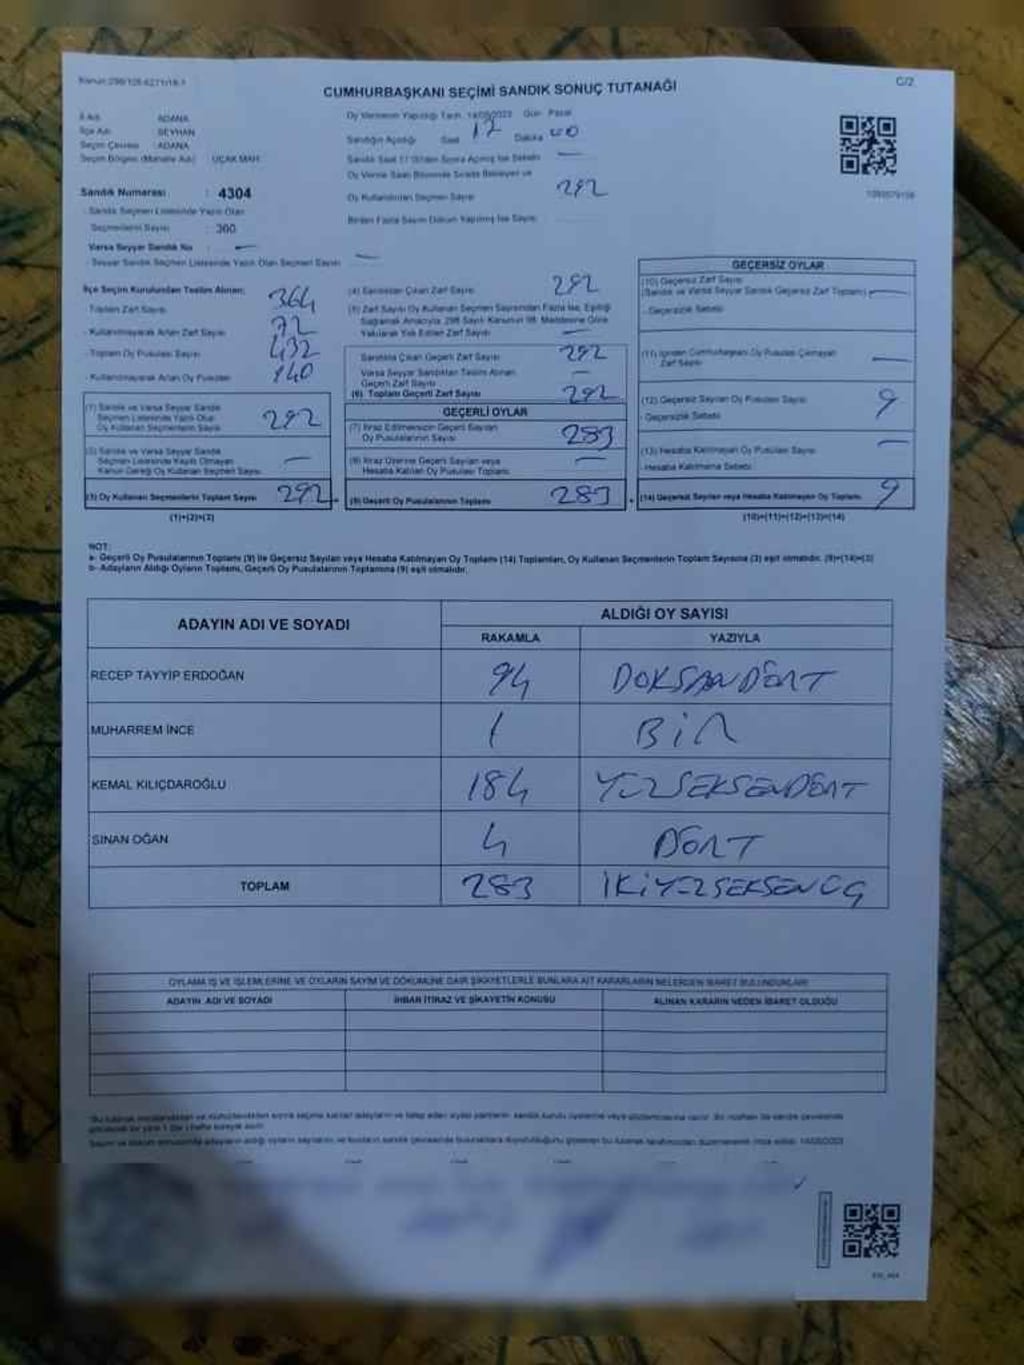 Kanun:298/105-6271/18-1
C/2
CUMHURBAŞKANI SEÇİMİ SANDIK SONUÇ TUTANAĞI
İl Adı : ADANA
İlçe Adı : SEYHAN
Seçim Çevresi : ADANA
Seçim Bölgesi (Mahalle Adı) : UÇAK MAH.
Sandık Numarası : 4304
- Sandık Seçmen Listesinde Yazılı Olan
Seçmenlerin Sayısı : 360
Varsa Seyyar Sandık No : —
- Seyyar Sandık Seçmen Listesinde Yazılı Olan Seçmen Sayısı : —
Oy Vermenin Yapıldığı Tarih: 14/05/2023 Gün: Pazar
Sandığın Açıldığı Saat 17 Dakika 00
Sandık Saat 17:00'den Sonra Açılmış İse Sebebi: —
Oy Verme Saati Bitiminde Sırada Bekleyen ve
Oy Kullandırılan Seçmen Sayısı 292
Birden Fazla Sayım Döküm Yapılmış İse Sayısı:
İlçe Seçim Kurulundan Teslim Alınan:
- Toplam Zarf Sayısı 364
- Kullanılmayarak Artan Zarf Sayısı 72
- Toplam Oy Pusulası Sayısı 432
- Kullanılmayarak Artan Oy Pusulası 140
(1) Sandık ve Varsa Seyyar Sandık
Seçmen Listesinde Yazılı Olup
Oy Kullanan Seçmenlerin Sayısı 292
(2) Sandık ve Varsa Seyyar Sandık
Seçmen Listesinde Kayıtlı Olmayan
Kanun Gereği Oy Kullanan Seçmen Sayısı —
(3) Oy Kullanan Seçmenlerin Toplam Sayısı 292
(1)+(2)=(3)
(4) Sandıktan Çıkan Zarf Sayısı 292
(5) Zarf Sayısı Oy Kullanan Seçmen Sayısından Fazla İse, Eşitliği
Sağlamak Amacıyla, 298 Sayılı Kanunun 98. Maddesine Göre
Yakılarak Yok Edilen Zarf Sayısı —
Sandıkta Çıkan Geçerli Zarf Sayısı 292
Varsa Seyyar Sandıktan Teslim Alınan
Geçerli Zarf Sayısı —
(6) Toplam Geçerli Zarf Sayısı 292
GEÇERLİ OYLAR
(7) İtiraz Edilmeksizin Geçerli Sayılan
Oy Pusulalarının Sayısı 283
(8) İtiraz Üzerine Geçerli Sayılan veya
Hesaba Katılan Oy Pusulası Toplamı —
(9) Geçerli Oy Pusulalarının Toplamı 283
GEÇERSİZ OYLAR
(10) Geçersiz Zarf Sayısı
(Sandık ve Varsa Seyyar Sandık Geçersiz Zarf Toplamı) —
- Geçersizlik Sebebi:
(11) İçinden Cumhurbaşkanı Oy Pusulası Çıkmayan
Zarf Sayısı —
(12) Geçersiz Sayılan Oy Pusulası Sayısı 9
- Geçersizlik Sebebi:
(13) Hesaba Katılmayan Oy Pusulası Sayısı —
- Hesaba Katılmama Sebebi:
(14) Geçersiz Sayılan veya Hesaba Katılmayan Oy Toplamı 9
(10)+(11)+(12)+(13)=(14)
NOT:
a- Geçerli Oy Pusulalarının Toplamı (9) ile Geçersiz Sayılan veya Hesaba Katılmayan Oy Toplamı (14) Toplamları, Oy Kullanan Seçmenlerin Toplam Sayısına (3) eşit olmalıdır. (9)+(14)=(3)
b- Adayların Aldığı Oyların Toplamı, Geçerli Oy Pusulalarının Toplamına (9) eşit olmalıdır.
ADAYIN ADI VE SOYADI
ALDIĞI OY SAYISI
RAKAMLA YAZIYLA
RECEP TAYYİP ERDOĞAN 94 DOKSANDÖRT
MUHARREM İNCE 1 BİR
KEMAL KILIÇDAROĞLU 184 YÜZSEKSENDÖRT
SİNAN OĞAN 4 DÖRT
TOPLAM 283 İKİYÜZSEKSENÜÇ
OYLAMA İŞ VE İŞLEMLERİNE VE OYLARIN SAYIM VE DÖKÜMÜNE DAİR ŞİKAYETLERLE BUNLARA AİT KARARLARIN NELERDEN İBARET BULUNDUKLARI
ADAYIN ADI VE SOYADI İHBAR İTİRAZ VE ŞİKAYETİN KONUSU ALINAN KARARIN NEDEN İBARET OLDUĞU